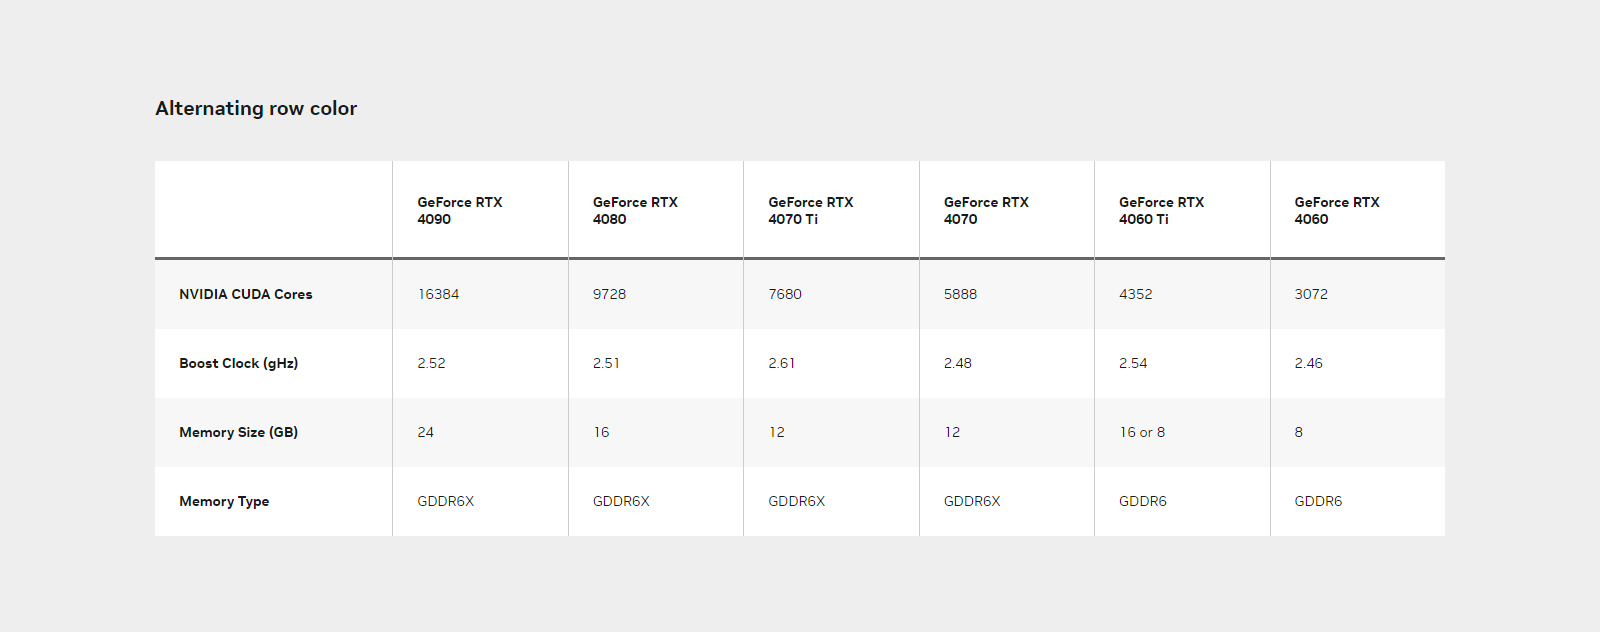 Alternating row color
GeForce RTX 4090 GeForce RTX 4080 GeForce RTX 4070 Ti GeForce RTX 4070 GeForce RTX 4060 Ti GeForce RTX 4060
NVIDIA CUDA Cores 16384 9728 7680 5888 4352 3072
Boost Clock (gHz) 2.52 2.51 2.61 2.48 2.54 2.46
Memory Size (GB) 24 16 12 12 16 or 8 8
Memory Type GDDR6X GDDR6X GDDR6X GDDR6X GDDR6 GDDR6